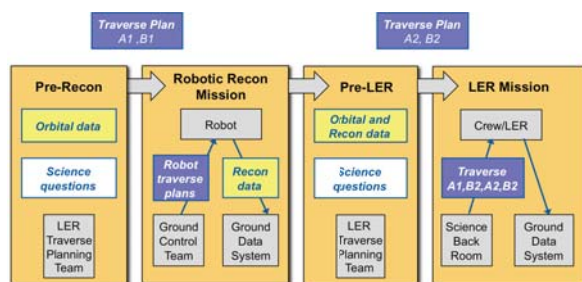 Traverse Plan
A1 ,B1
Traverse Plan
A2, B2
Pre-Recon
Orbital data
Science
questions
LER
Traverse
Planning
Team
Robotic Recon
Mission
Robot
Robot
traverse
plans
Recon
data
Ground
Control
Team
Ground
Data
System
Pre-LER
Orbital and
Recon data
Science
questions
LER
Traverse
Planning
Team
LER Mission
Crew/LER
Traverse
A1,B2,A2,B2
Science
Back
Room
Ground
Data
System